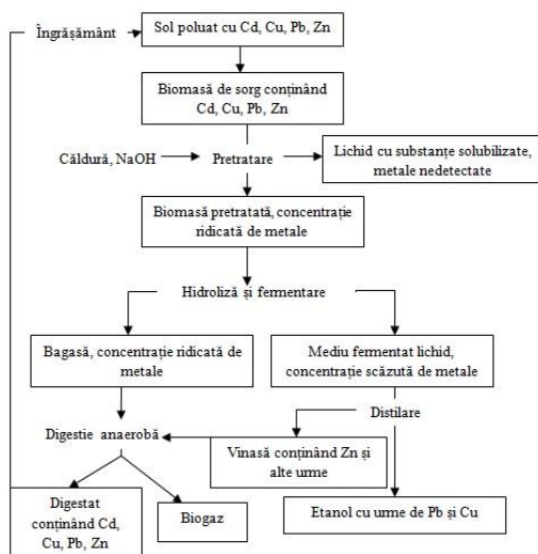 Îngrășământ
Sol poluat cu Cd, Cu, Pb, Zn
Biomasă de sorg conținând
Cd, Cu, Pb, Zn
Căldură, NaOH
Pretratare
Lichid cu substanțe solubilizate,
metale nedetectate
Biomasă pretratată, concentrație
ridicată de metale
Hidroliză și fermentare
Bagasă, concentrație ridicată de
metale
Mediu fermentat lichid,
concentrație scăzută de metale
Distilare
Digestie anaerobă
Vinasă conținând Zn și
alte urme
Digestat
conținând Cd,
Cu, Pb, Zn
Biogaz
Etanol cu urme de Pb și Cu